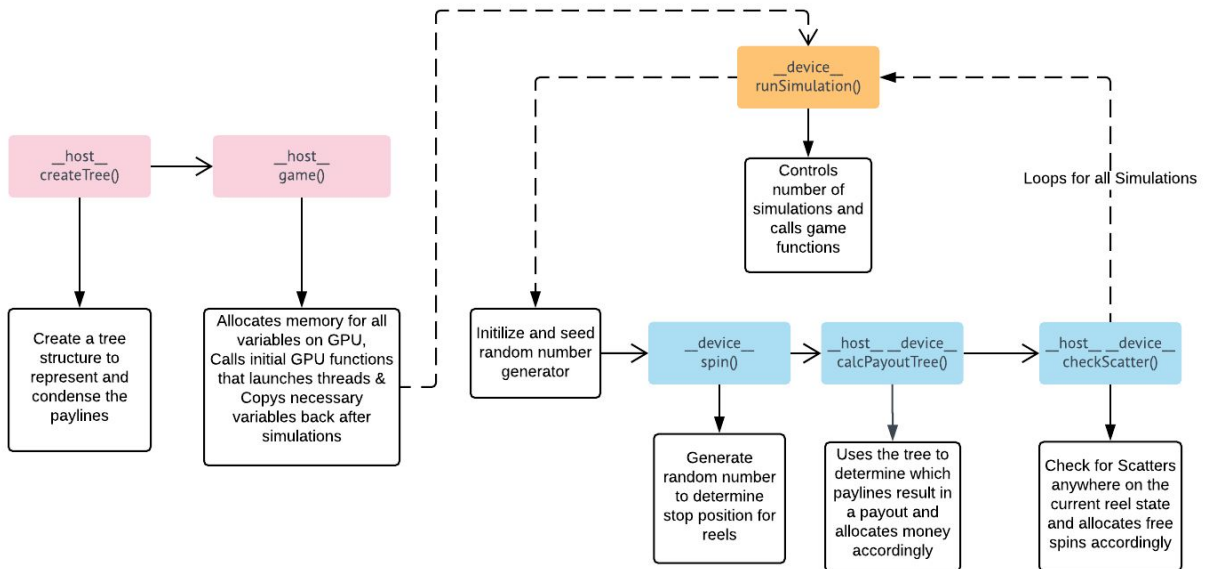 __device__
runSimulation()
__host__
createTree()
__host__
game()
Controls
number of
simulations and
calls game
functions
Loops for all Simulations
Create a tree
structure to
represent and
condense the
paylines
Allocates memory for all
variables on GPU,
Calls initial GPU functions
that launches threads &
Copys necessary
variables back after
simulations
Initilize and seed
random number
generator
__device__
spin()
__host__ __device__
calcPayoutTree()
__host__ __device__
checkScatter()
Generate
random number
to determine
stop position for
reels
Uses the tree to
determine which
paylines result in
a payout and
allocates money
accordingly
Check for Scatters
anywhere on the
current reel state
and allocates free
spins accordingly